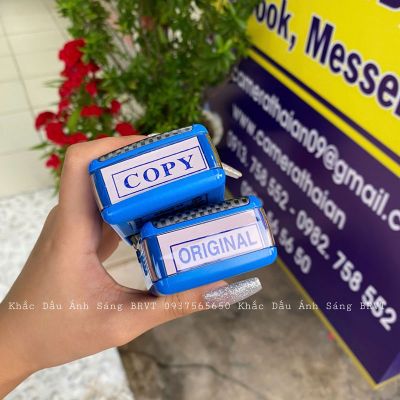 ook, Messe
COPY
ORIGINAL
camerathaian09@gmail.com
camerathaian
0913. 758 552 - 0982. 758 552
56 50
Khắc Dấu Ánh Sáng BRVT 0937565650 Khắc Dấu Ánh Sáng BRVT